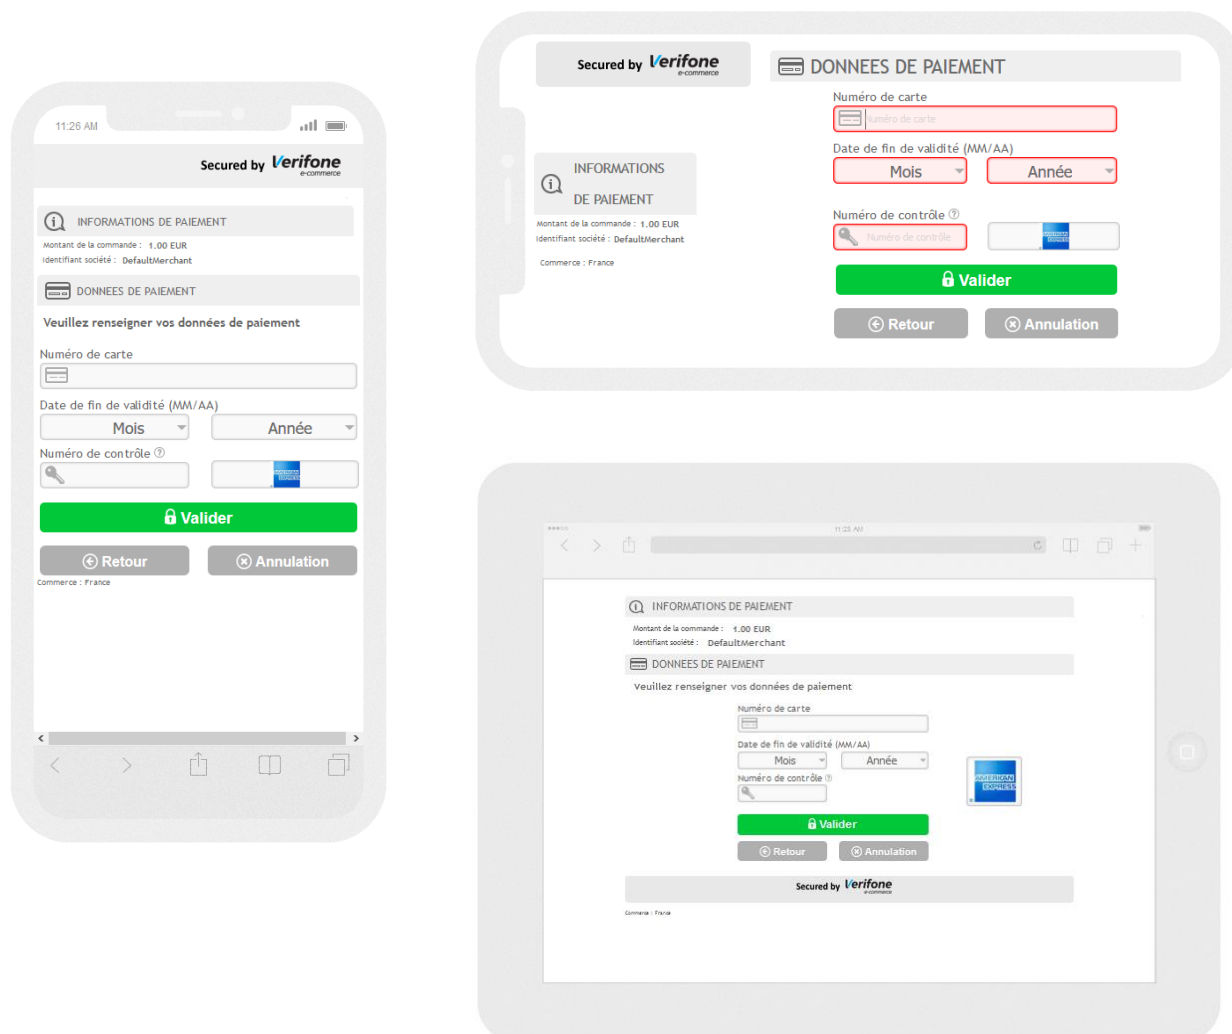 11:26 AM
Secured by Verifone
e-commerce
INFORMATIONS DE PAIEMENT
Montant de la commande : 1.00 EUR
Identifiant société : DefaultMerchant
DONNEES DE PAIEMENT
Veuillez renseigner vos données de paiement
Numéro de carte
Date de fin de validité (MM/AA)
Mois Année
Numéro de contrôle
AMERICAN EXPRESS
Valider
Retour Annulation
Commerce : France
Secured by Verifone
e-commerce
INFORMATIONS
DE PAIEMENT
Montant de la commande : 1.00 EUR
Identifiant société : DefaultMerchant
Commerce : France
DONNEES DE PAIEMENT
Numéro de carte
Numéro de carte
Date de fin de validité (MM/AA)
Mois Année
Numéro de contrôle
Numéro de contrôle
AMERICAN EXPRESS
Valider
Retour Annulation
INFORMATIONS DE PAIEMENT
Montant de la commande : 1.00 EUR
Identifiant société : DefaultMerchant
DONNEES DE PAIEMENT
Veuillez renseigner vos données de paiement
Numéro de carte
Date de fin de validité (MM/AA)
Mois Année
Numéro de contrôle
AMERICAN
EXPRESS
Valider
Retour Annulation
Secured by Verifone
e-commerce
Commerce : France